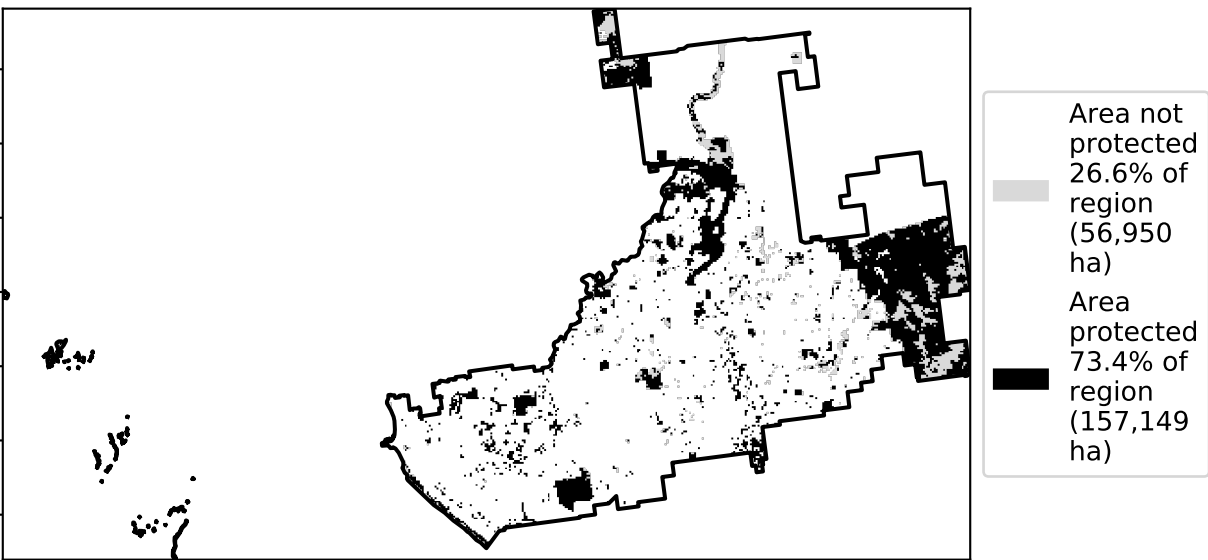 Area not
protected
26.6% of
region
(56,950
ha)
Area
protected
73.4% of
region
(157,149
ha)